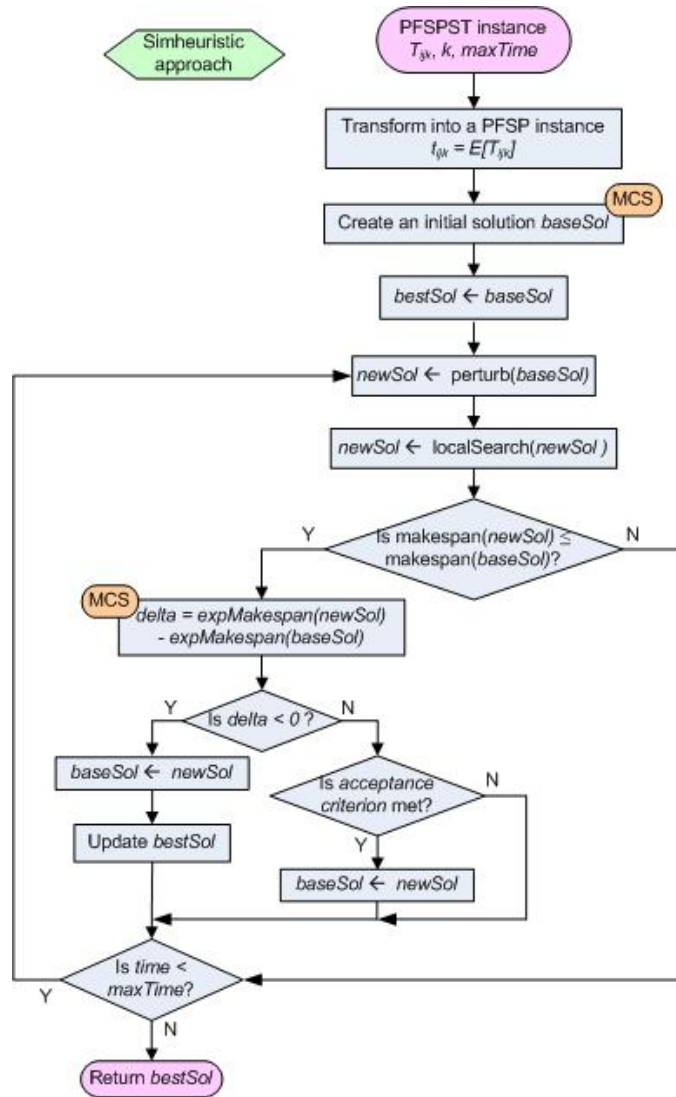 Simheuristic
approach
PFSPST instance
Tijk, k, maxTime
Transform into a PFSP instance
tijk = E[Tijk]
MCS
Create an initial solution baseSol
bestSol ← baseSol
newSol ← perturb(baseSol)
newSol ← localSearch(newSol )
Y
Is makespan(newSol) ≤
makespan(baseSol)?
N
MCS
delta = expMakespan(newSol)
- expMakespan(baseSol)
Y
Is delta < 0 ?
N
baseSol ← newSol
Is acceptance
criterion met?
N
Update bestSol
Y
baseSol ← newSol
Is time <
maxTime?
Y
N
Return bestSol